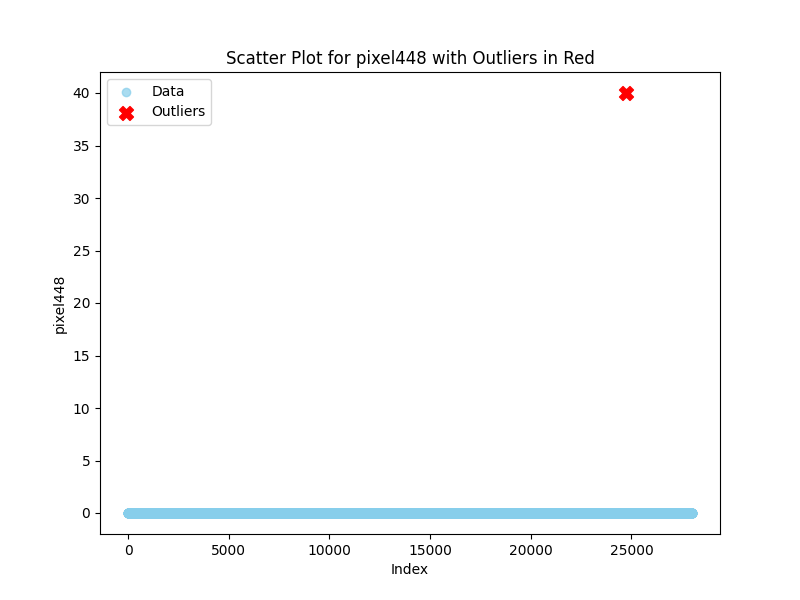 Scatter Plot for pixel448 with Outliers in Red
Data
Outliers
40
35
30
25
20
15
10
5
0
pixel448
0 5000 10000 15000 20000 25000
Index